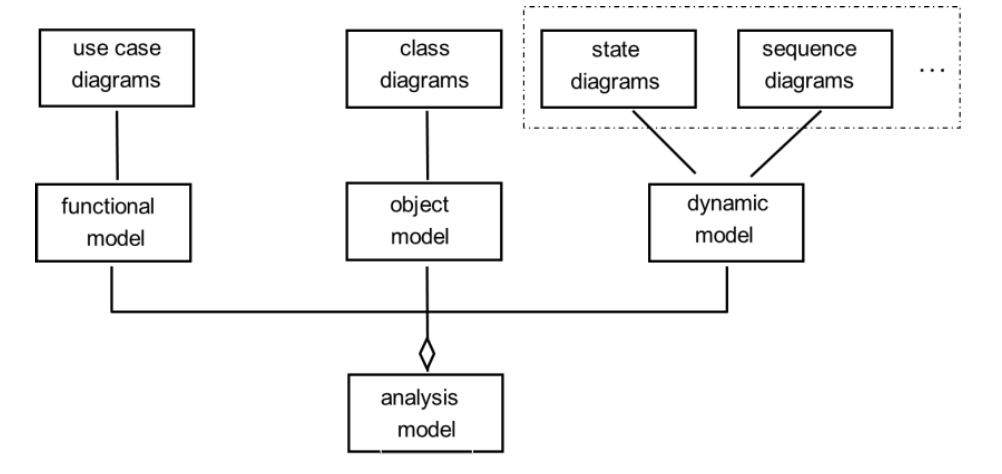 use case
diagrams
class
diagrams
state
diagrams
sequence
diagrams
...
functional
model
object
model
dynamic
model
analysis
model